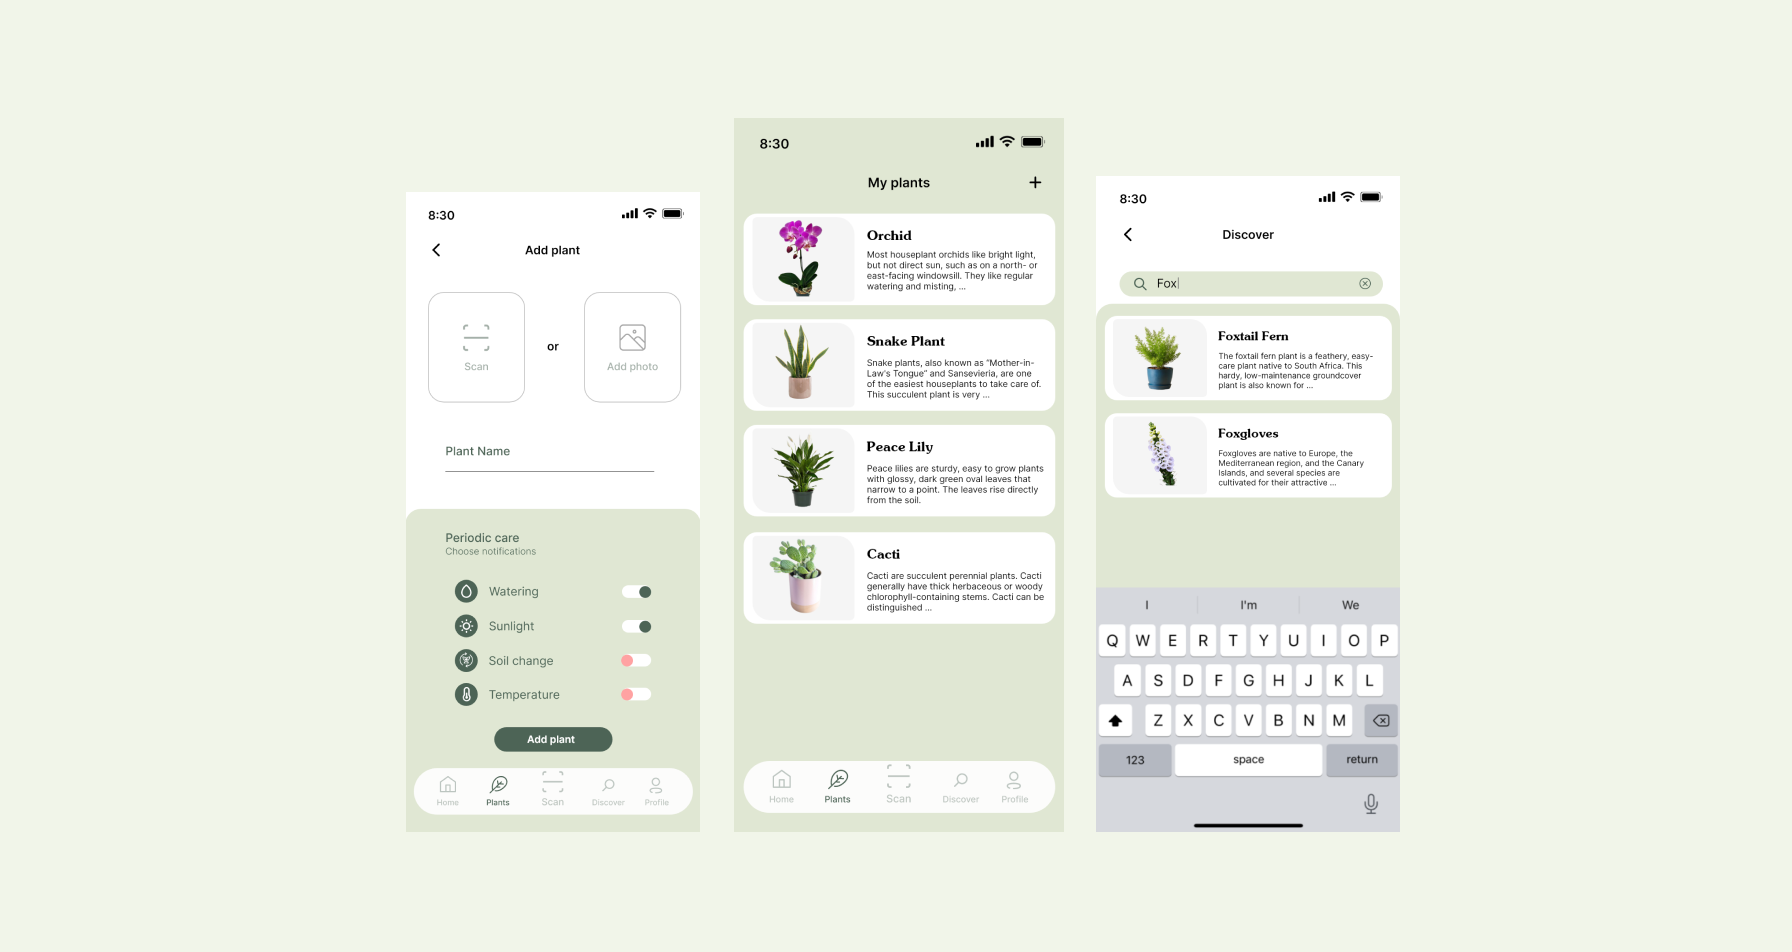 8:30
Add plant
Scan
or
Add photo
Plant Name
Periodic care
Choose notifications
Watering
Sunlight
Soil change
Temperature
Add plant
Home
Plants
Scan
Discover
Profile
8:30
My plants
+
Orchid
Most houseplant orchids like bright light,
but not direct sun, such as on a north- or
east-facing windowsill. They like regular
watering and misting, ...
Snake Plant
Snake plants, also known as “Mother-in-
Law’s Tongue” and Sansevieria, are one
of the easiest houseplants to take care of.
This succulent plant is very ...
Peace Lily
Peace lilies are sturdy, easy to grow plants
with glossy, dark green oval leaves that
narrow to a point. The leaves rise directly
from the soil.
Cacti
Cacti are succulent perennial plants. Cacti
generally have thick herbaceous or woody
chlorophyll-containing stems. Cacti can be
distinguished ...
Home
Plants
Scan
Discover
Profile
8:30
Discover
Fox
Foxtail Fern
The foxtail fern plant is a feathery, easy-
care plant native to South Africa. This
hardy, low-maintenance groundcover
plant is also known for ...
Foxgloves
Foxgloves are native to Europe, the
Mediterranean region, and the Canary
Islands, and several species are
cultivated for their attractive ...
I I'm We
Q W E R T Y U I O P
A S D F G H J K L
Z X C V B N M
123 space return